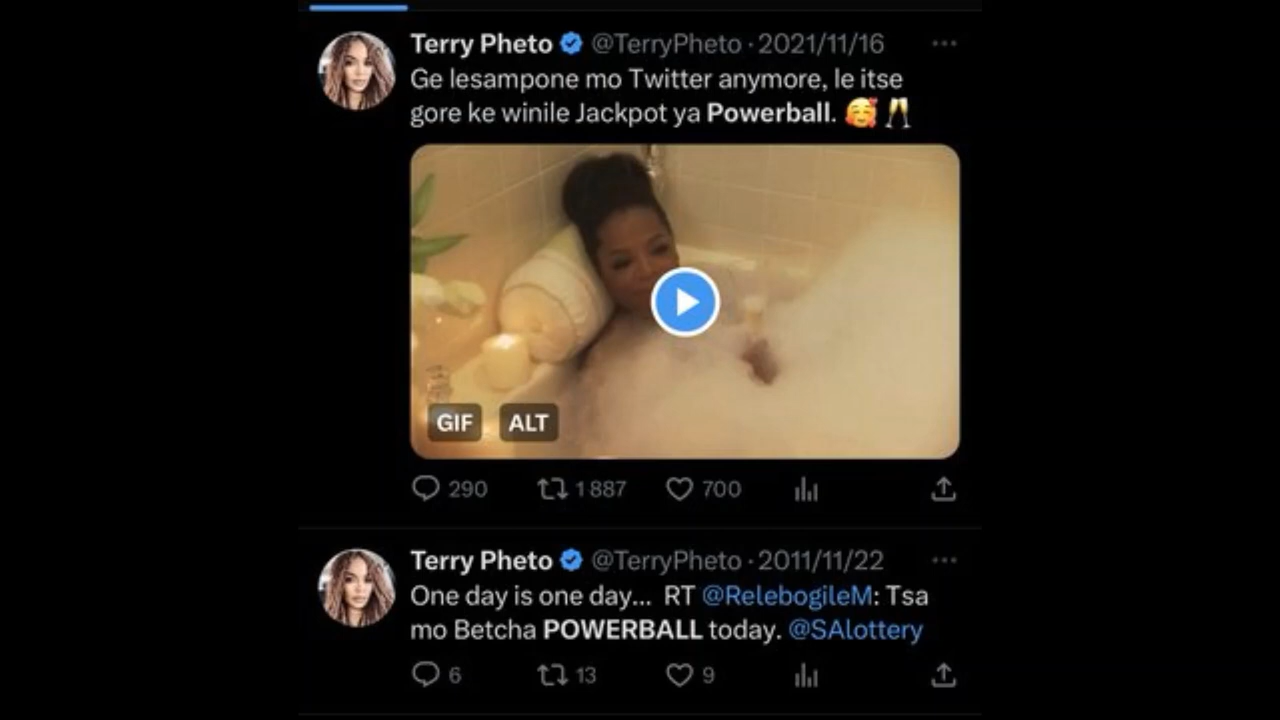 Terry Pheto @TerryPheto · 2021/11/16
Ge lesampone mo Twitter anymore, le itse
gore ke winile Jackpot ya Powerball. 🥰🥂
GIF ALT
290 1 887 700
Terry Pheto @TerryPheto · 2011/11/22
One day is one day... RT @RelebogileM: Tsa
mo Betcha POWERBALL today. @SAlottery
6 13 9